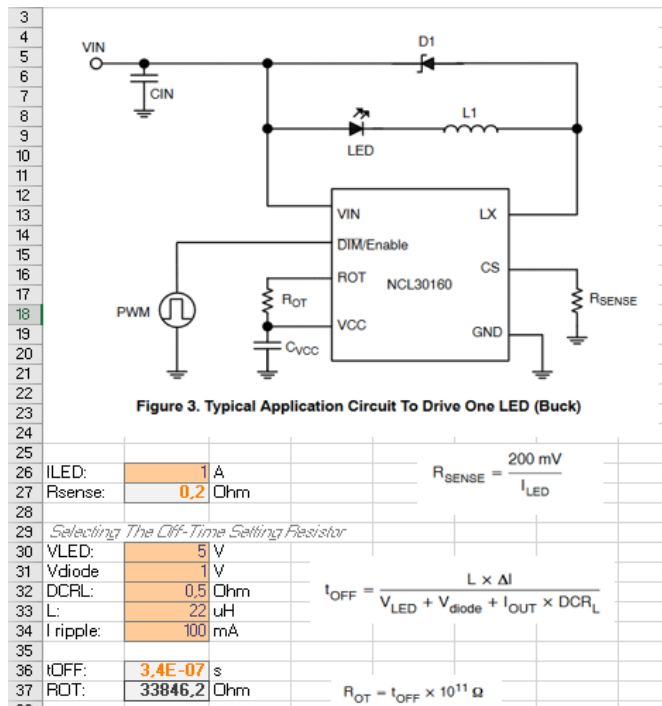 3
4
5
6
7
8
9
10
11
12
13
14
15
16
17
18
19
20
21
22
23
24
25
26
27
28
29
30
31
32
33
34
35
36
37
VIN
D1
CIN
LED
L1
VIN
LX
DIM/Enable
ROT
NCL30160
CS
ROT
RSENSE
PWM
VCC
GND
CVCC
Figure 3. Typical Application Circuit To Drive One LED (Buck)
ILED: 1 A
Rsense: 0,2 Ohm
RSENSE = 200 mV / ILED
Selecting The Off-Time Setting Resistor
VLED: 5 V
Vdiode 1 V
DCRL: 0,5 Ohm
L: 22 uH
I ripple: 100 mA
tOFF = L × ΔI / VLED + Vdiode + IOUT × DCRL
tOFF: 3,4E-07 s
ROT: 33846,2 Ohm
ROT = tOFF × 10¹¹ Ω